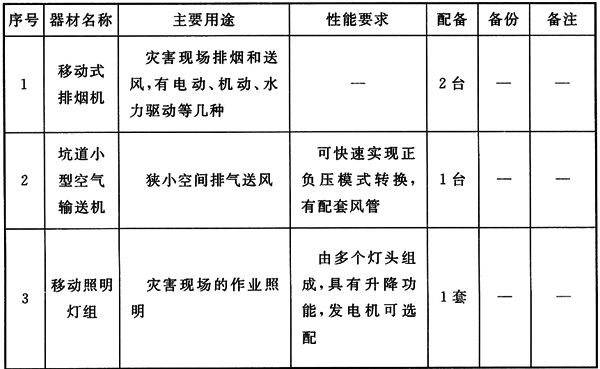 序号 器材名称 主要用途 性能要求 配备 备份 备注
1
移动式
排烟机
灾害现场排烟和送
风,有电动、机动、水
力驱动等几种
—
2台
—
—
2
坑道小
型空气
输送机
狭小空间排气送风
可快速实现正
负压模式转换,
有配套风管
1台
—
—
3
移动照明
灯组
灾害现场的作业照
明
由多个灯头组
成,具有升降功
能,发电机可选
配
1套
—
—